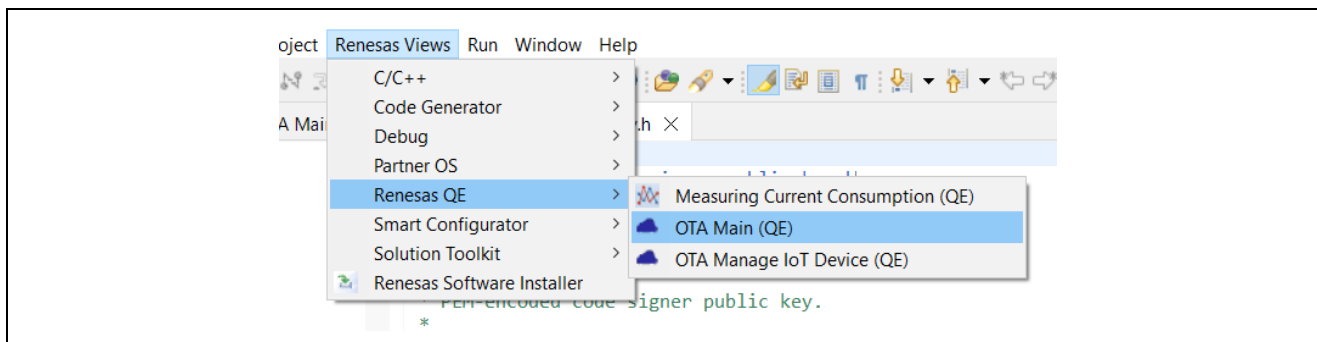 oject Renesas Views Run Window Help
C/C++
Code Generator
A Mai
.h
Debug
Partner OS
Renesas QE
Measuring Current Consumption (QE)
Smart Configurator
OTA Main (QE)
Solution Toolkit
OTA Manage IoT Device (QE)
Renesas Software Installer
* PEM-encoded code signer public key.
*